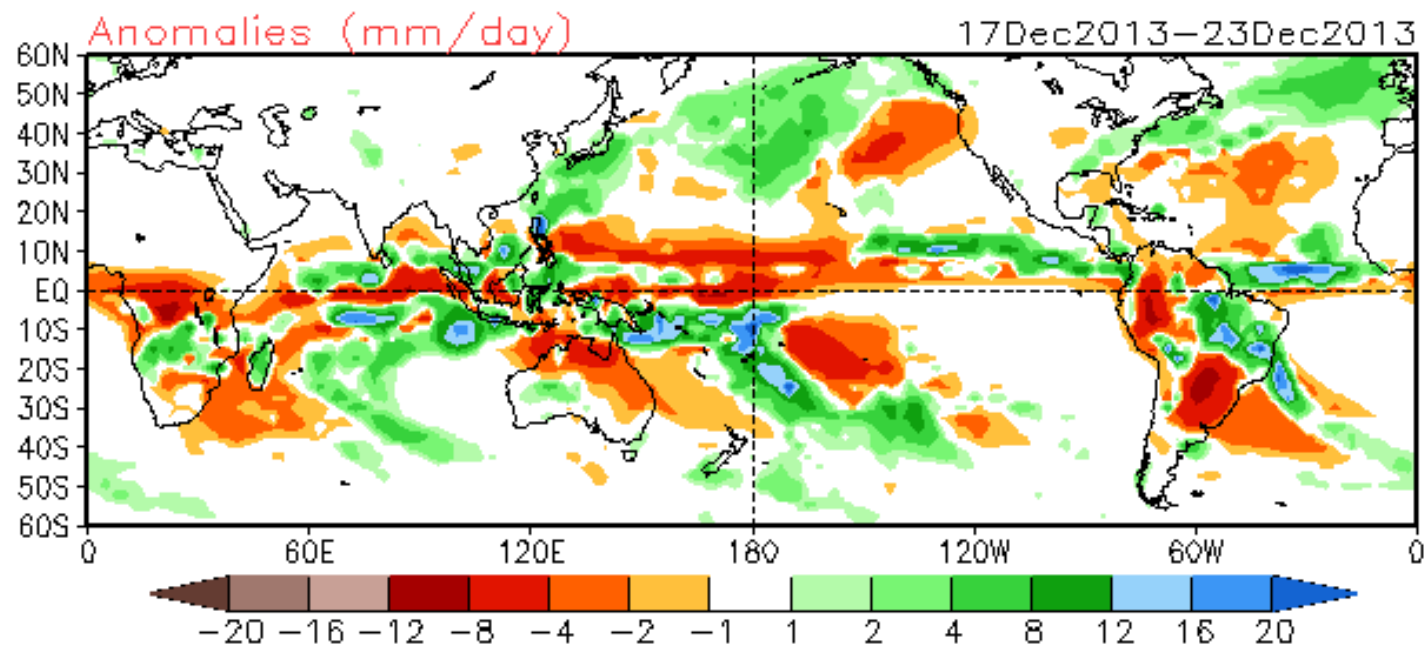 Anomalies (mm/day) 17Dec2013-23Dec2013
60N
50N
40N
30N
20N
10N
EQ
10S
20S
30S
40S
50S
60S
0 60E 120E 180 120W 60W 0
-20 -16 -12 -8 -4 -2 -1 1 2 4 8 12 16 20